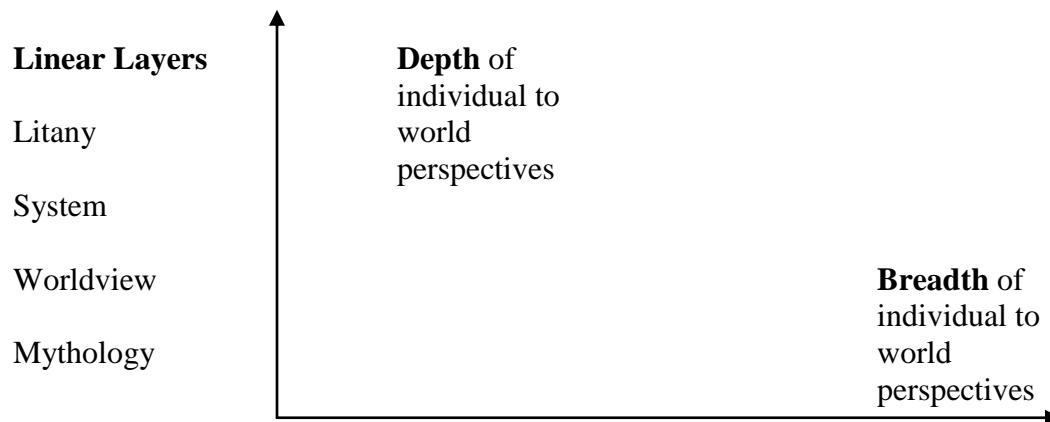 Linear Layers
Litany
System
Worldview
Mythology
Depth of
individual to
world
perspectives
Breadth of
individual to
world
perspectives